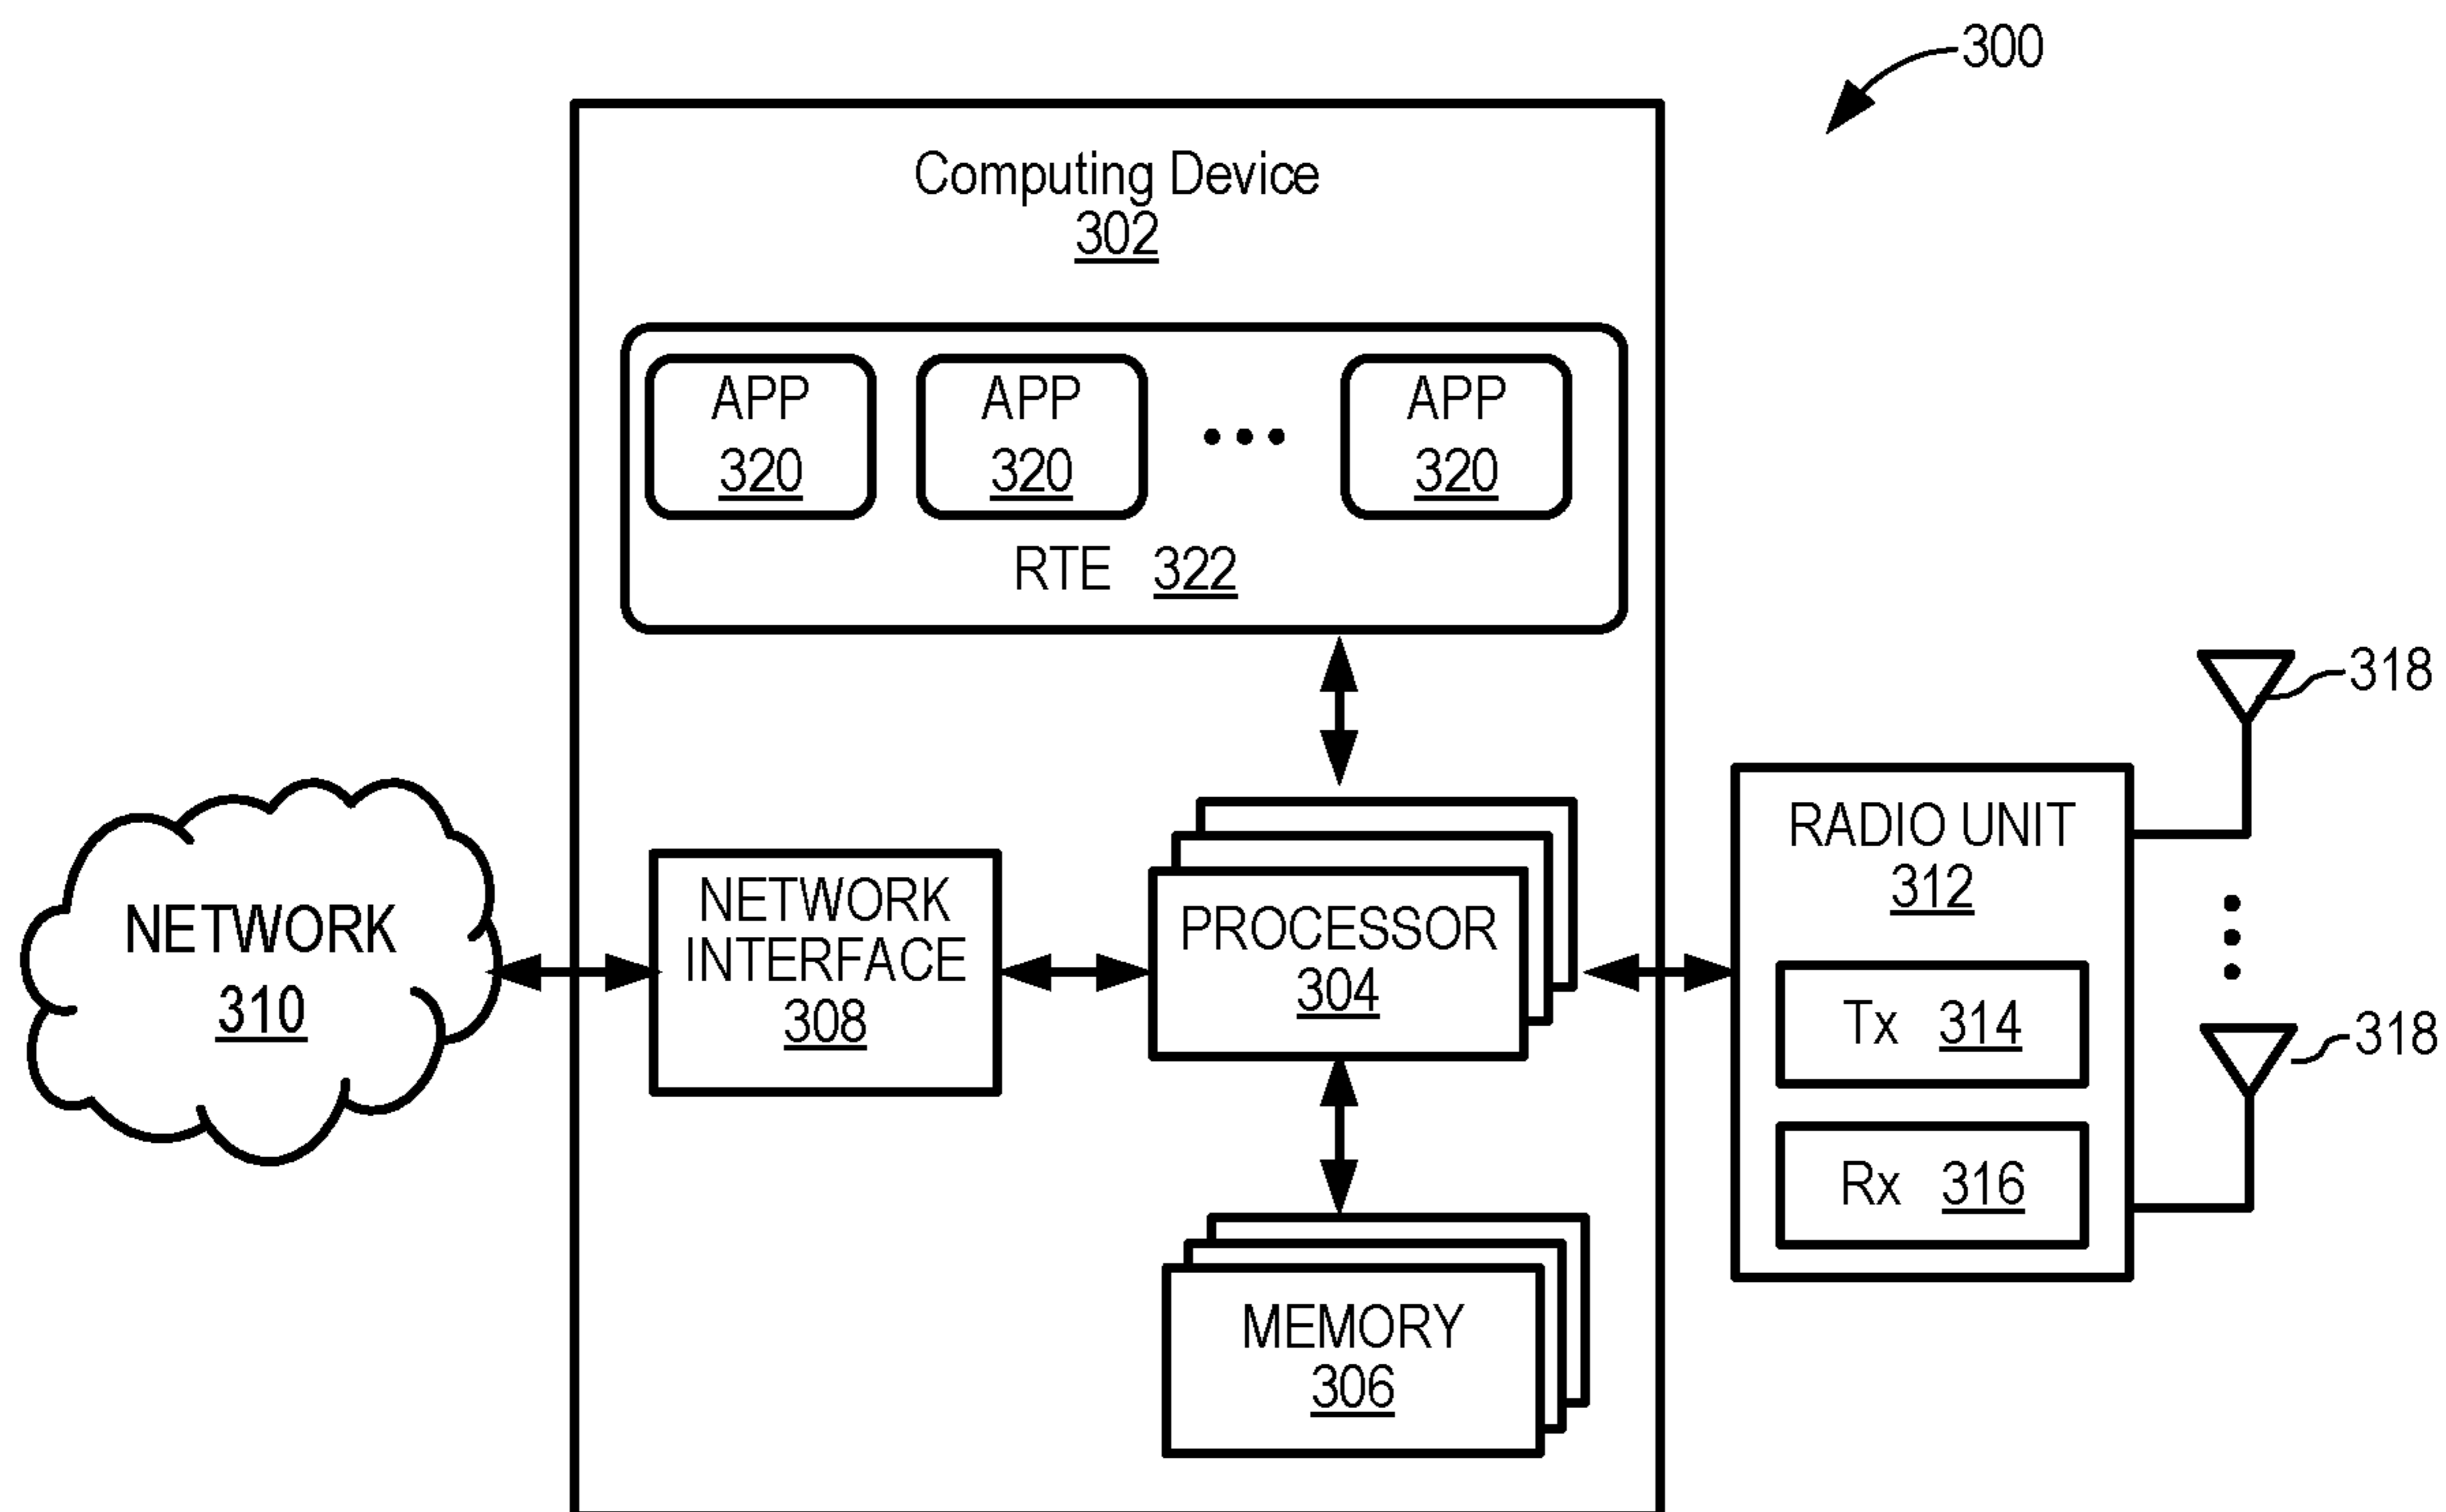 300
Computing Device
302
APP
320
APP
320
APP
320
RTE 322
318
NETWORK
310
NETWORK
INTERFACE
308
PROCESSOR
304
RADIO UNIT
312
Tx 314
Rx 316
318
MEMORY
306